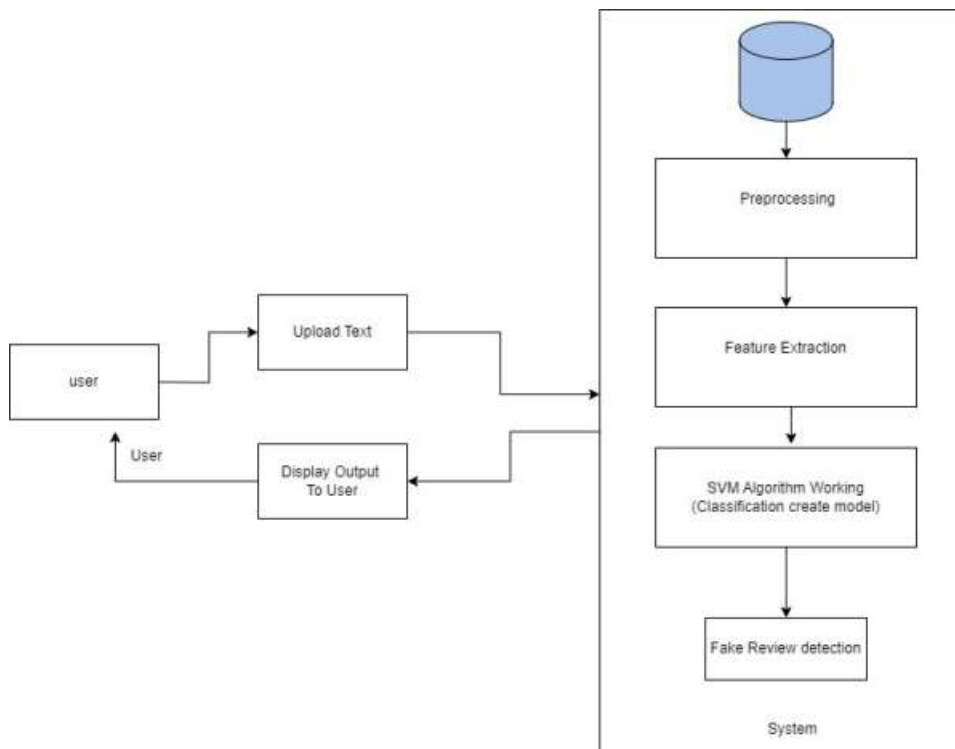 Preprocessing
Upload Text
Feature Extraction
user
User
Display Output
To User
SVM Algorithm Working
(Classification create model)
Fake Review detection
System